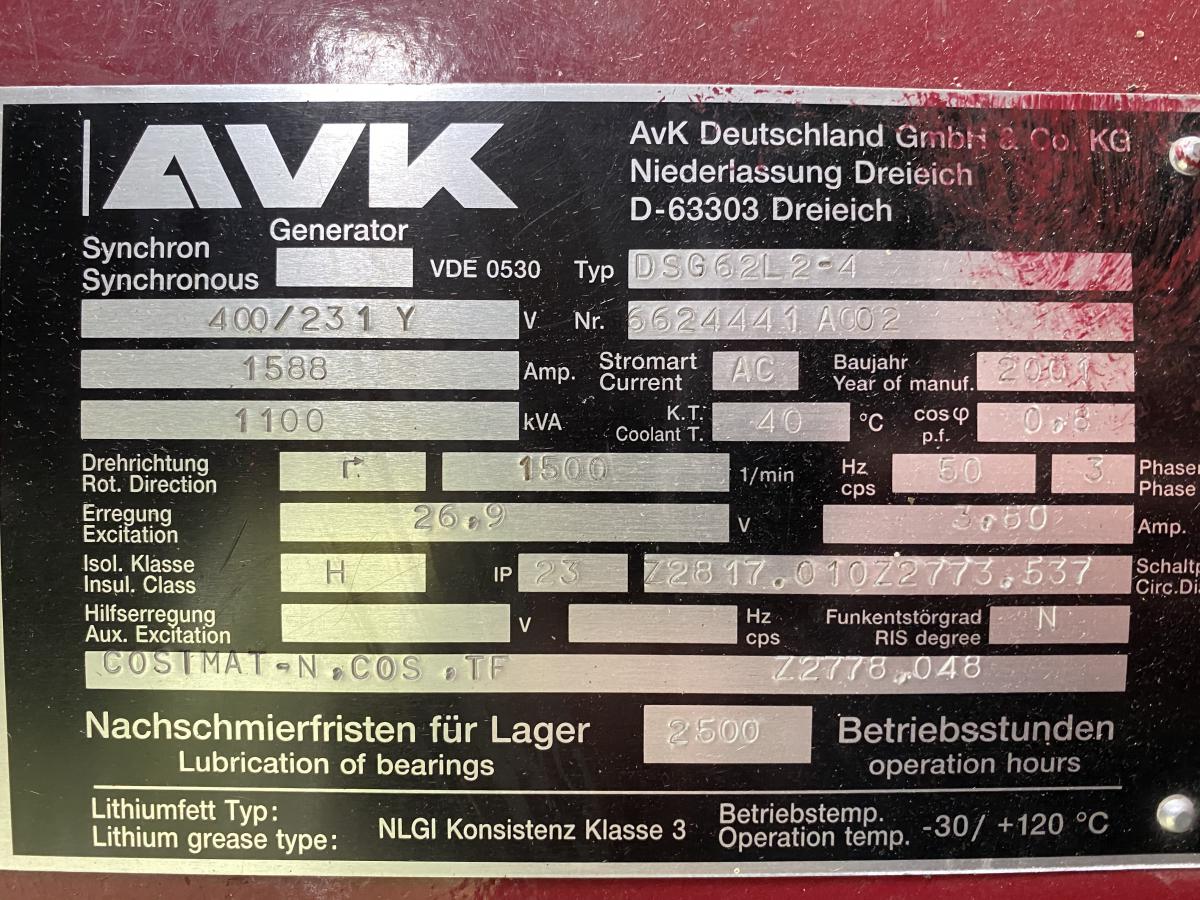 AVK
AvK Deutschland GmbH & Co. KG
Niederlassung Dreieich
D-63303 Dreieich
Generator
Synchron
Synchronous
VDE 0530 Typ DSG62L2-4
400/231 Y V Nr. 6624441 A002
1588 Amp. Stromart Current AC Baujahr Year of manuf. 2001
1100 kVA K.T. Coolant T. 40 °C cos φ p.f. 0,8
Drehrichtung Rot. Direction 1500 1/min Hz cps 50 3 Phasen Phase
Erregung Excitation 26,9 V 3,80 Amp.
Isol. Klasse Insul. Class H IP 23 Z2817.010Z2773.537 Schaltp Circ.Di
Hilfserregung Aux. Excitation V Hz cps Funkentstörgrad RIS degree N
COSIMAT-N,COS ,TF Z2778.048
Nachschmierfristen für Lager 2500 Betriebsstunden
Lubrication of bearings operation hours
Lithiumfett Typ:
Lithium grease type: NLGI Konsistenz Klasse 3
Betriebstemp.
Operation temp. -30/ +120 °C